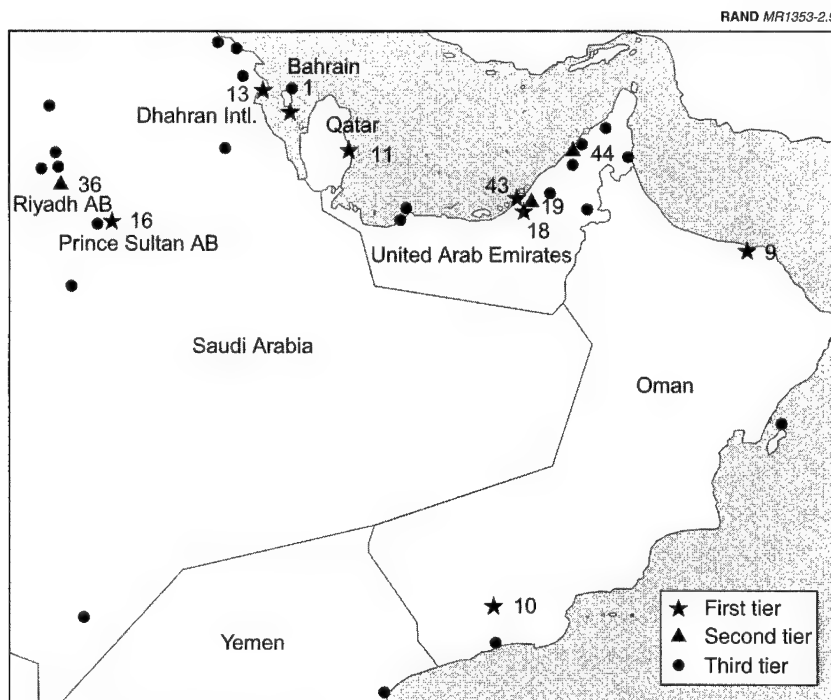 RAND MR1353-2.9
Bahrain
13
1
Dhahran Intl.
Qatar
11
44
36
43
Riyadh AB
19
16
18
Prince Sultan AB
United Arab Emirates
9
Saudi Arabia
Oman
10
First tier
Yemen
Second tier
Third tier